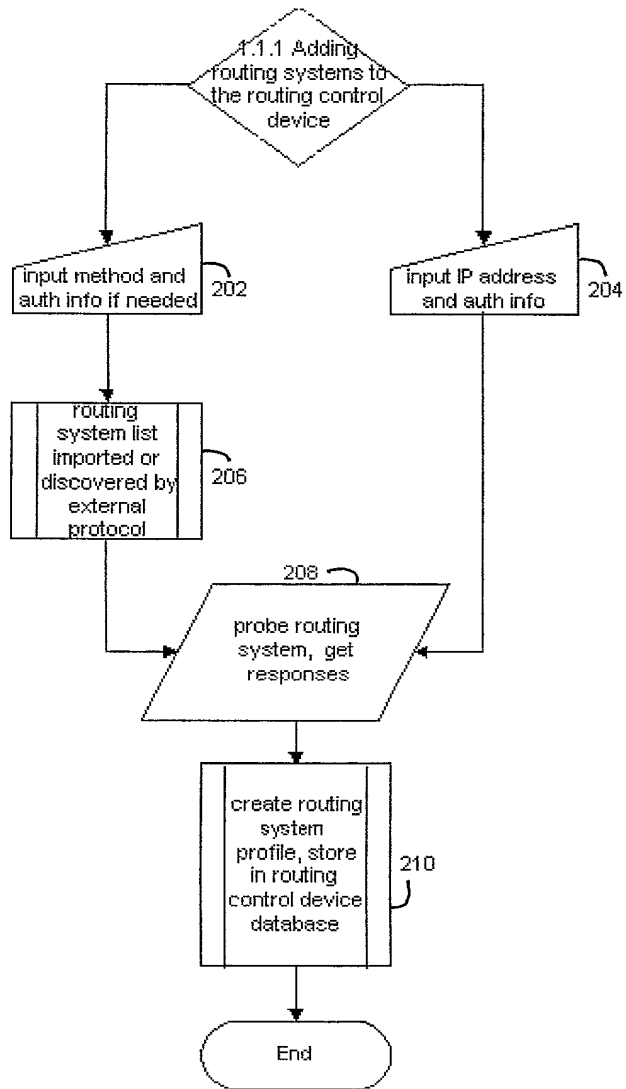 1.1.1 Adding
routing systems to
the routing control
device
input method and
auth info if needed
202
input IP address
and auth info
204
routing
system list
imported or
discovered by
external
protocol
206
208
probe routing
system, get
responses
create routing
system
profile, store
in routing
control device
database
210
End